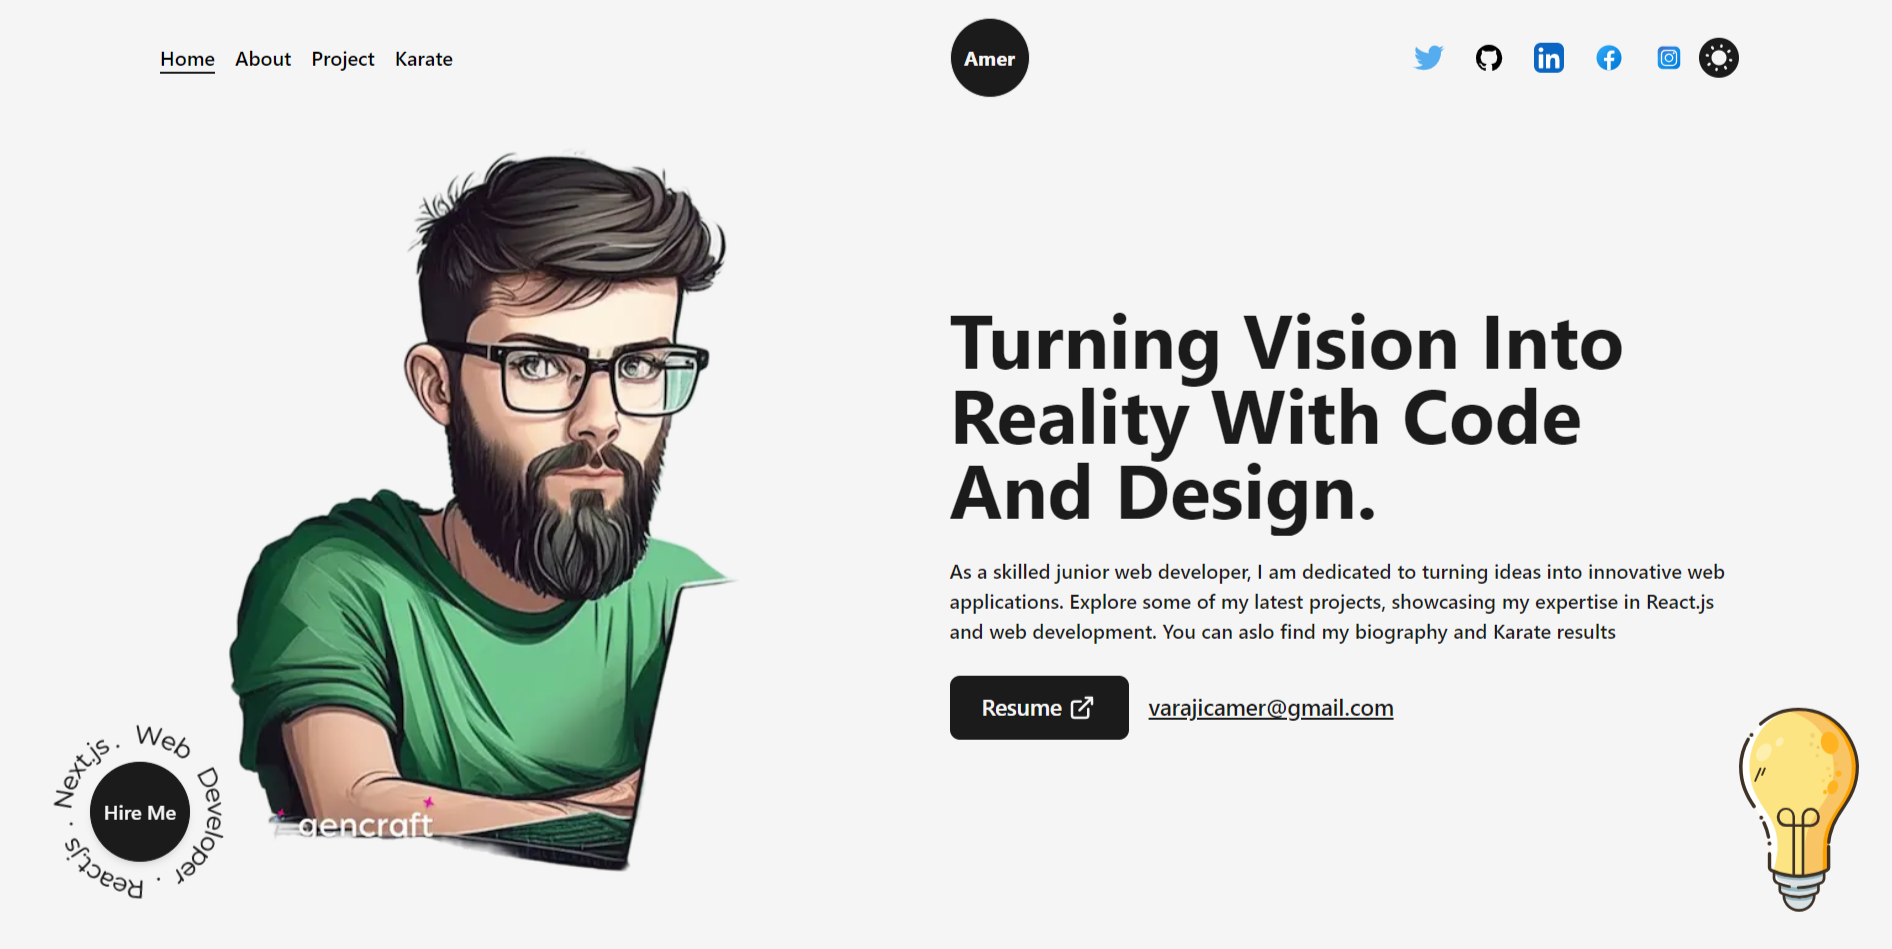 Home About Project Karate
Amer
Turning Vision Into
Reality With Code
And Design.
As a skilled junior web developer, I am dedicated to turning ideas into innovative web
applications. Explore some of my latest projects, showcasing my expertise in React.js
and web development. You can aslo find my biography and Karate results
Resume
varajicamer@gmail.com
Web Developer . React.js . Next.js .
Hire Me
gencraft
in